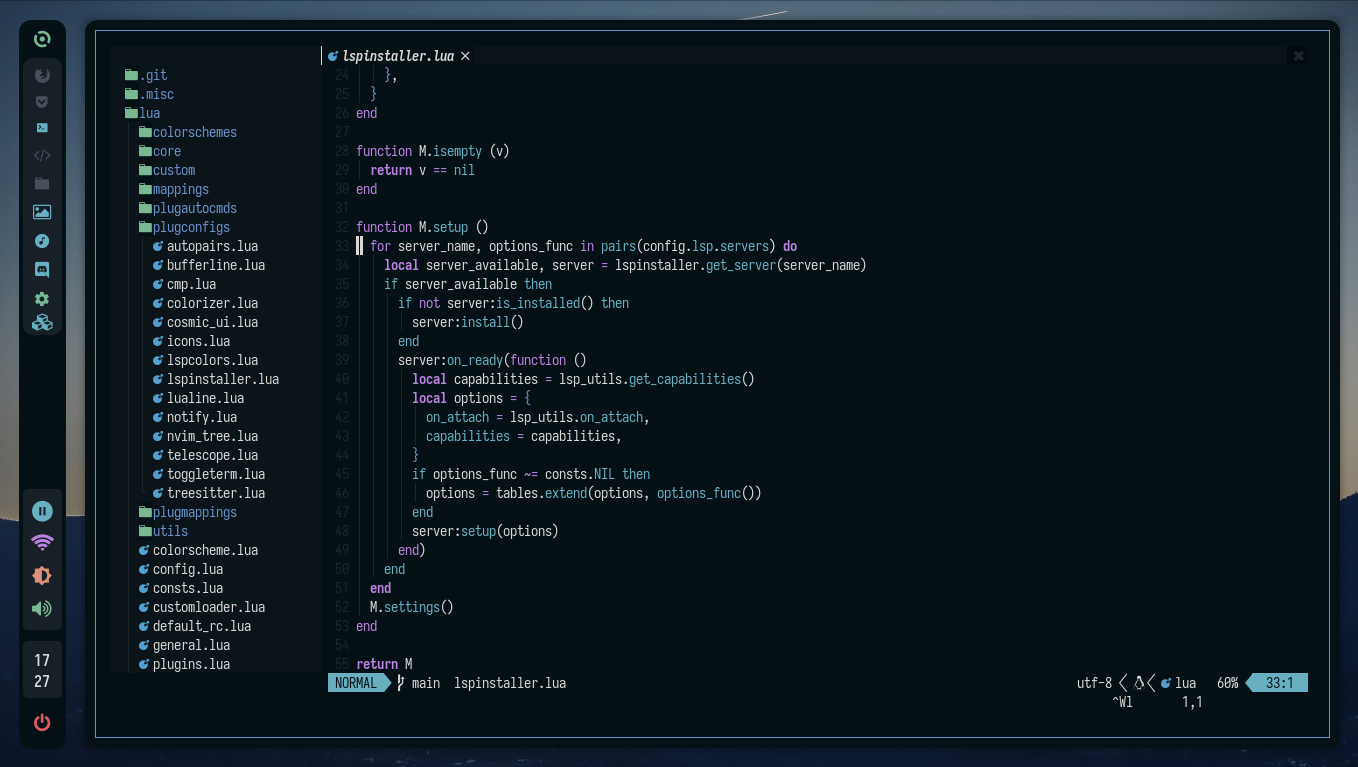 lspinstaller.lua
.git
.misc
lua
colorschemes
core
custom
mappings
plugautocmds
plugconfigs
autopairs.lua
bufferline.lua
cmp.lua
colorizer.lua
cosmic_ui.lua
icons.lua
lspcolors.lua
lspinstaller.lua
lualine.lua
notify.lua
nvim_tree.lua
telescope.lua
toggleterm.lua
treesitter.lua
plugmappings
utils
colorscheme.lua
config.lua
consts.lua
customloader.lua
default_rc.lua
general.lua
plugins.lua
24 },
25 }
26 end
27
28 function M.isempty (v)
29 return v == nil
30 end
31
32 function M.setup ()
33 for server_name, options_func in pairs(config.lsp.servers) do
34 local server_available, server = lspinstaller.get_server(server_name)
35 if server_available then
36 if not server:is_installed() then
37 server:install()
38 end
39 server:on_ready(function ()
40 local capabilities = lsp_utils.get_capabilities()
41 local options = {
42 on_attach = lsp_utils.on_attach,
43 capabilities = capabilities,
44 }
45 if options_func ~= consts.NIL then
46 options = tables.extend(options, options_func())
47 end
48 server:setup(options)
49 end)
50 end
51 end
52 M.settings()
53 end
54
55 return M
NORMAL main lspinstaller.lua utf-8 lua 60% 33:1
^Wl 1,1
17
27